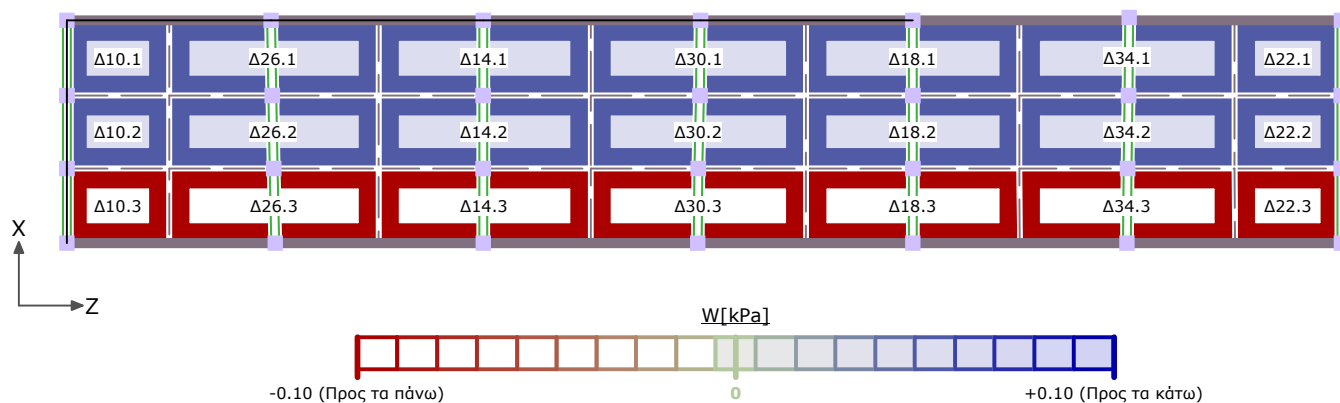 Δ10.1 Δ26.1 Δ14.1 Δ30.1 Δ18.1 Δ34.1 Δ22.1
Δ10.2 Δ26.2 Δ14.2 Δ30.2 Δ18.2 Δ34.2 Δ22.2
Δ10.3 Δ26.3 Δ14.3 Δ30.3 Δ18.3 Δ34.3 Δ22.3
X
Z
W[kPa]
-0.10 (Προς τα πάνω) 0 +0.10 (Προς τα κάτω)